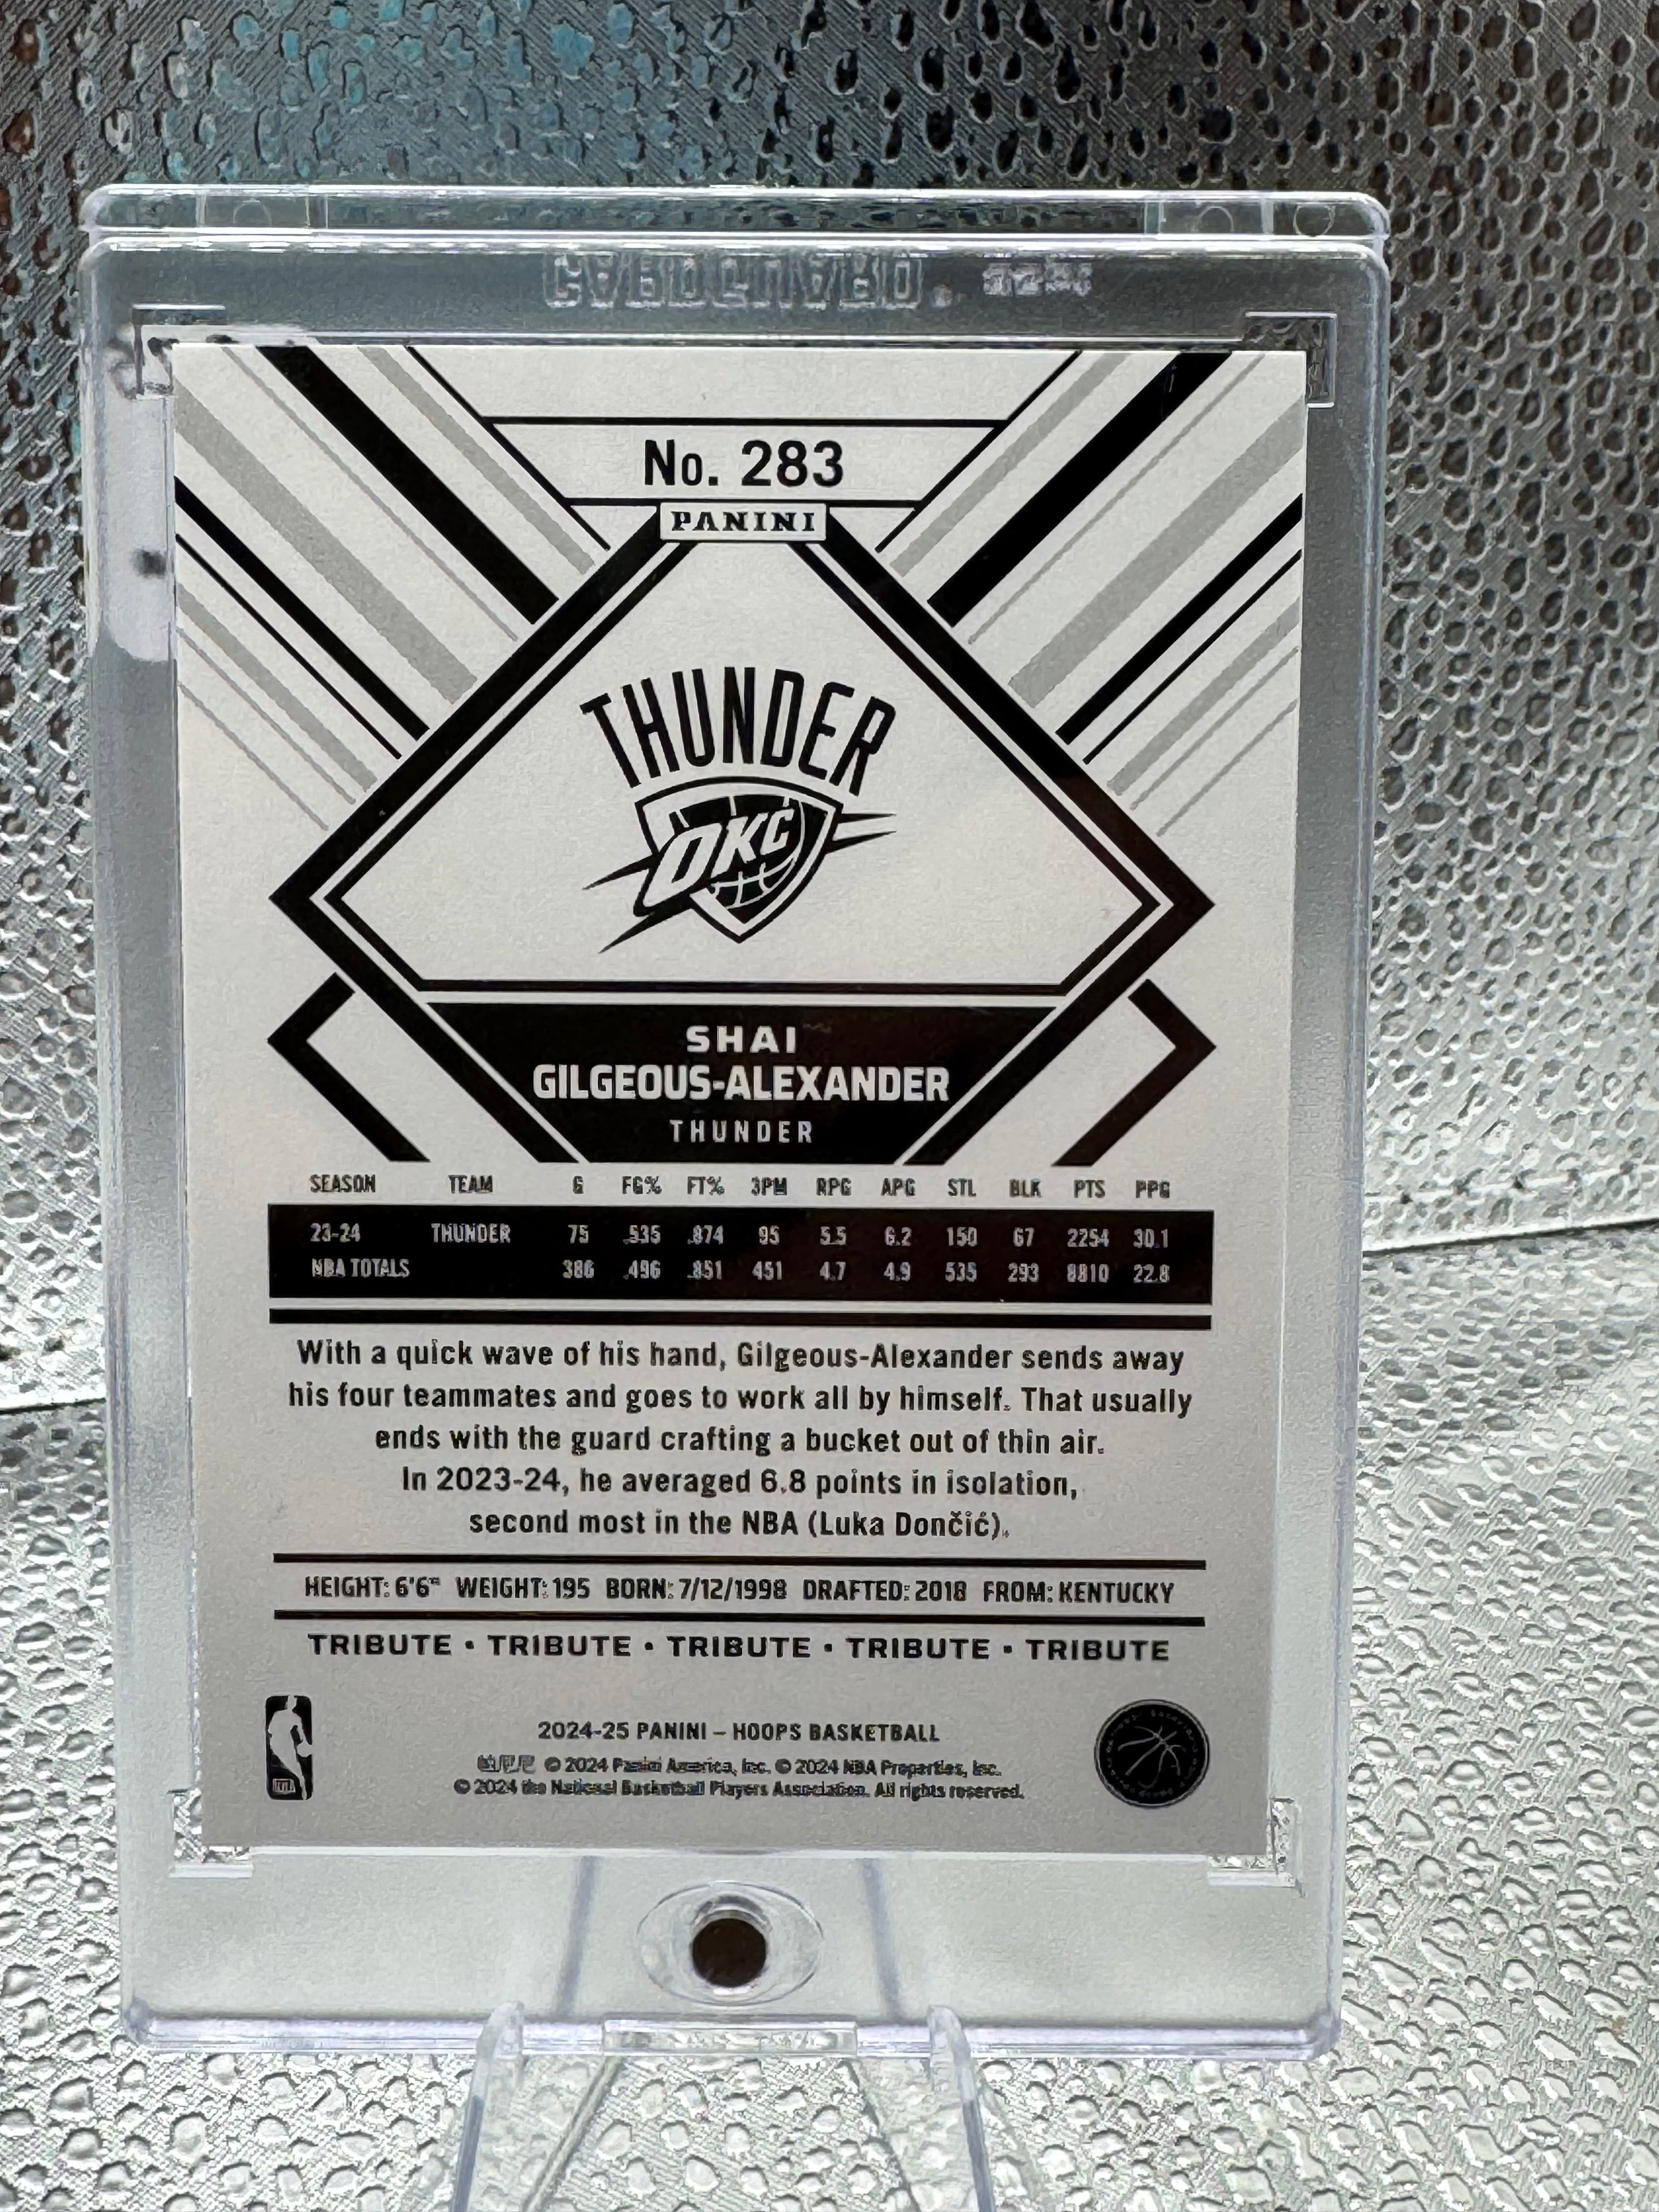 No. 283
PANINI
THUNDER
OKC
SHAI
GILGEOUS-ALEXANDER
THUNDER
SEASON TEAM G FG% FT% 3PM RPG APG STL BLK PTS PPG
23-24 THUNDER 75 .535 .874 95 5.5 6.2 150 67 2254 30.1
NBA TOTALS 386 .496 .851 451 4.7 4.9 535 293 8810 22.8
With a quick wave of his hand, Gilgeous-Alexander sends away
his four teammates and goes to work all by himself. That usually
ends with the guard crafting a bucket out of thin air.
In 2023-24, he averaged 6.8 points in isolation,
second most in the NBA (Luka Dončić).
HEIGHT: 6'6" WEIGHT: 195 BORN: 7/12/1998 DRAFTED: 2018 FROM: KENTUCKY
TRIBUTE • TRIBUTE • TRIBUTE • TRIBUTE • TRIBUTE
2024-25 PANINI – HOOPS BASKETBALL
© 2024 Panini America, Inc. © 2024 NBA Properties, Inc.
© 2024 the National Basketball Players Association. All rights reserved.